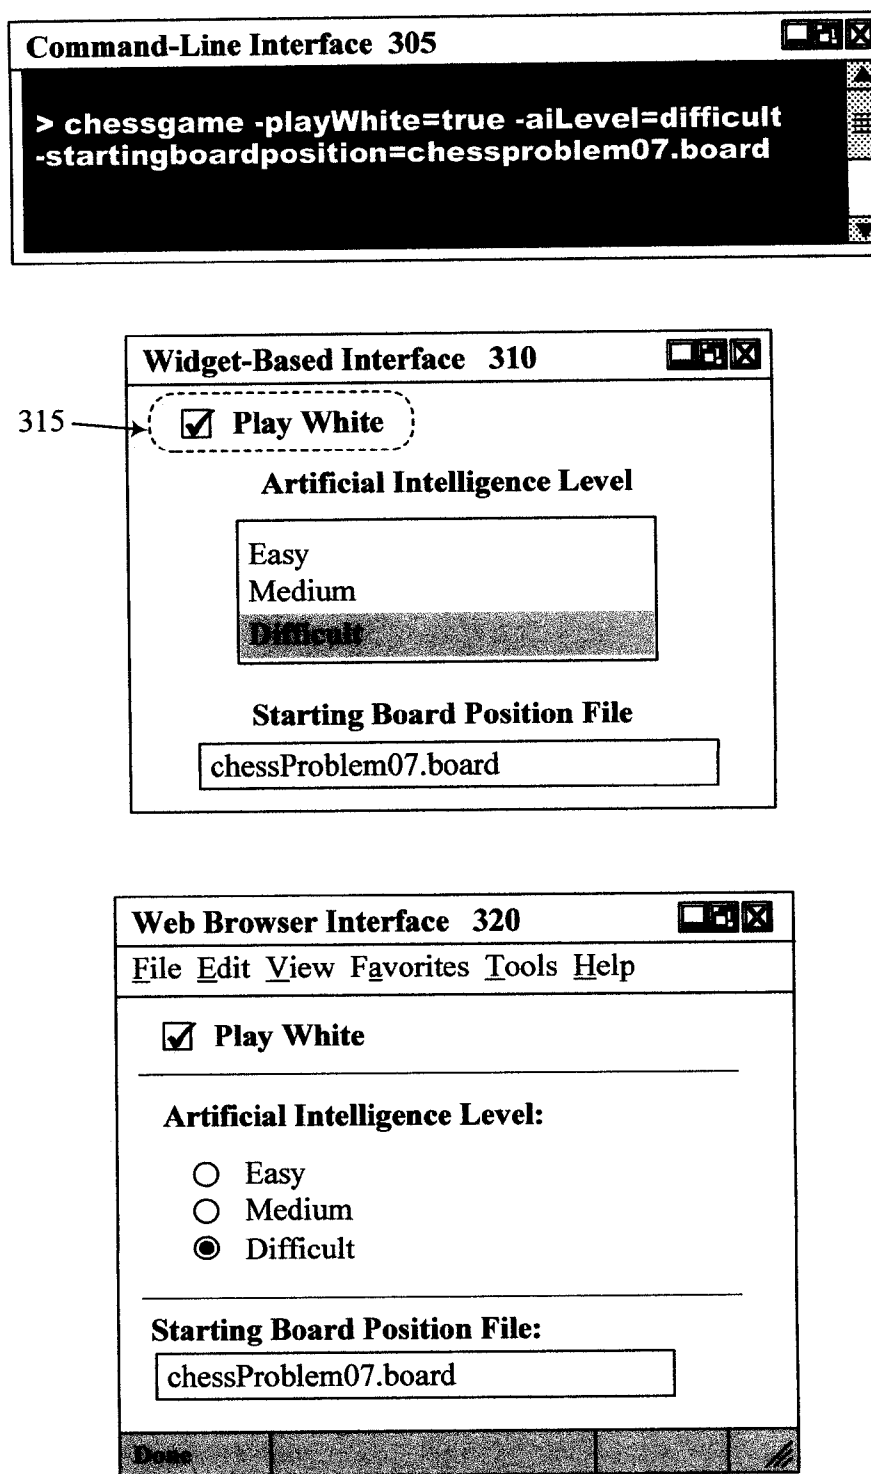 Command-Line Interface 305
> chessgame -playWhite=true -aiLevel=difficult
-startingboardposition=chessproblem07.board
Widget-Based Interface 310
315
Play White
Artificial Intelligence Level
Easy
Medium
Difficult
Starting Board Position File
chessProblem07.board
Web Browser Interface 320
File Edit View Favorites Tools Help
Play White
Artificial Intelligence Level:
Easy
Medium
Difficult
Starting Board Position File:
chessProblem07.board
Done